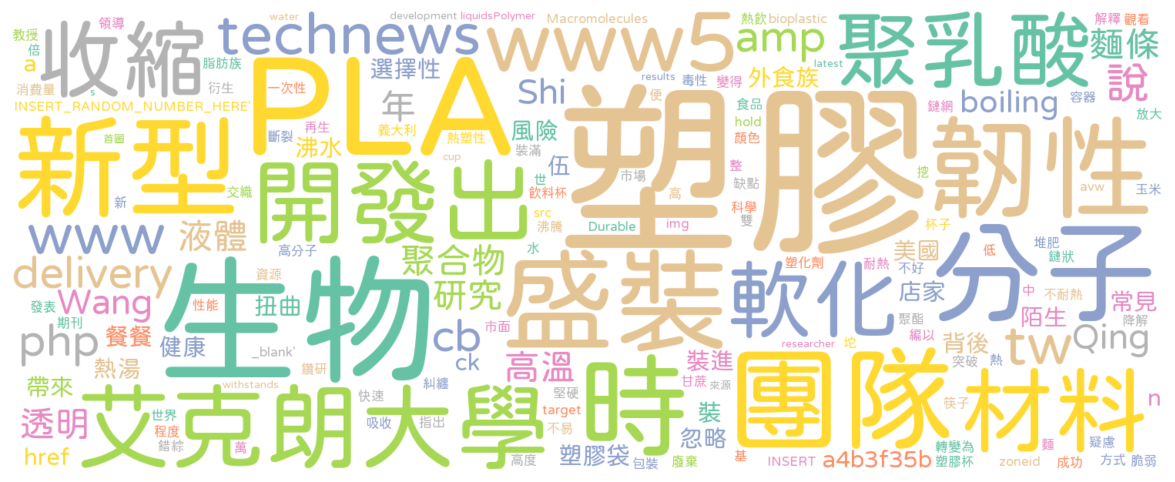 領導
water
development
liquidsPolymer
Macromolecules
熱飲
bioplastic
解釋
觀看
教授
倍
收縮
technews
www5
amp
聚乳酸
麵條
a
脂肪族
選擇性
results
毒性
變得
latest
說
消費量
s
衍生
PLA
一次性
年
Shi
便
外食族
食品
鏈網
boiling
容器
放大
INSERT_RANDOM_NUMBER_HERE'
新型
首圖
斷裂
再生
沸水
義大利
熱塑性
風險
裝滿
塑膠
hold
顏色
韌性
開發出
cup
伍
世
市場
整
缺點
挖
avw
玉米
交織
新
飲料杯
高
科學
雙
杯子
src
沸騰
Durable
img
www
液體
高分子
水
聚合物
盛裝
塑化劑
耐熱
美國
低
堆肥
鏈狀
分子
delivery
資源
生物
研究
軟化
不好
店家
中
不耐熱
常見
發表
Wang
性能
扭曲
期刊
市面
聚酯
陌生
降解
php
餐餐
健康
_blank'
cb
researcher
坨
編以
背後
tw
Qing
熱湯
鑽研
ck
高溫
裝進
突破
熱
帶來
withstands
糾纏
堅硬
時
甘蔗
來源
團隊
材料
透明
艾克朗大學
世界
快速
target
裝
筷子
n
程度
吸收
指出
不易
忽略
麵
疑慮
href
錯綜
萬
高度
塑膠袋
包裝
廢棄
基
INSERT
a4b3f35b
轉變為
塑膠杯
zoneid
成功
方式
脆弱